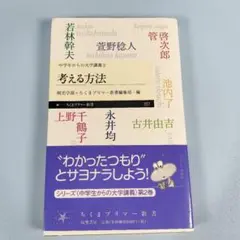 若林幹夫
菅啓次郎
萱野稔人
中学生からの大学講義2
考える方法
桐光学園+ちくまプリマー新書編集部・編
ちくまプリマー新書
227
池内了
上野千鶴子
永井均
古井由吉
“わかったつもり”
とサヨナラしよう!
シリーズ〈中学生からの大学講義〉第2巻
ちくまプリマー新書